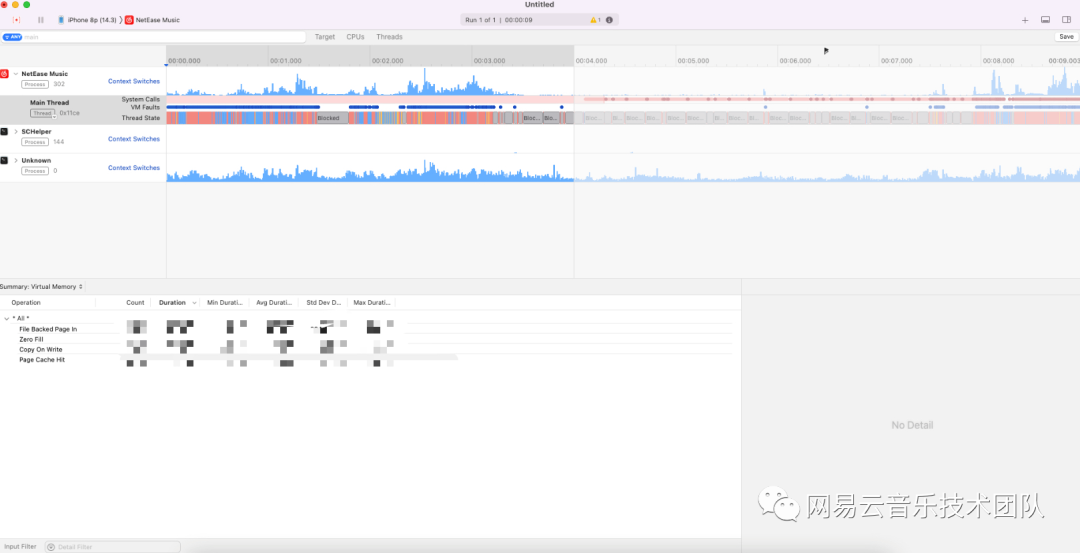 Untitled
iPhone 8p (14.3) 〉 NetEase Music
Run 1 of 1 | 00:00:09
1
ANY main
Target CPUs Threads
Save
00:00.000 00:01.000 00:02.000 00:03.000 00:04.000 00:05.000 00:06.000 00:07.000 00:08.000 00:09.003
NetEase Music
Process 302
Context Switches
Main Thread
Thread 0x11ce
System Calls
VM Faults
Thread State
Blocked Bloc... Blo...
SCHelper
Process 144
Context Switches
Unknown
Process 0
Context Switches
Summary: Virtual Memory
Operation Count Duration Min Durati... Avg Durati... Std Dev D... Max Durati...
* All *
File Backed Page In
Zero Fill
Copy On Write
Page Cache Hit
No Detail
网易云音乐技术团队
Input Filter Detail Filter